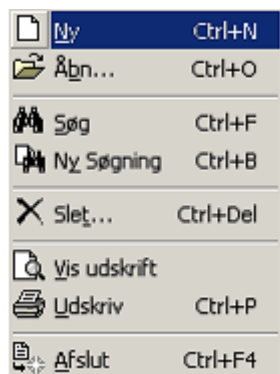 Ny Ctrl+N
Åbn... Ctrl+O
Søg Ctrl+F
Ny Søgning Ctrl+B
Slet... Ctrl+Del
Vis udskrift
Udskriv Ctrl+P
Afslut Ctrl+F4